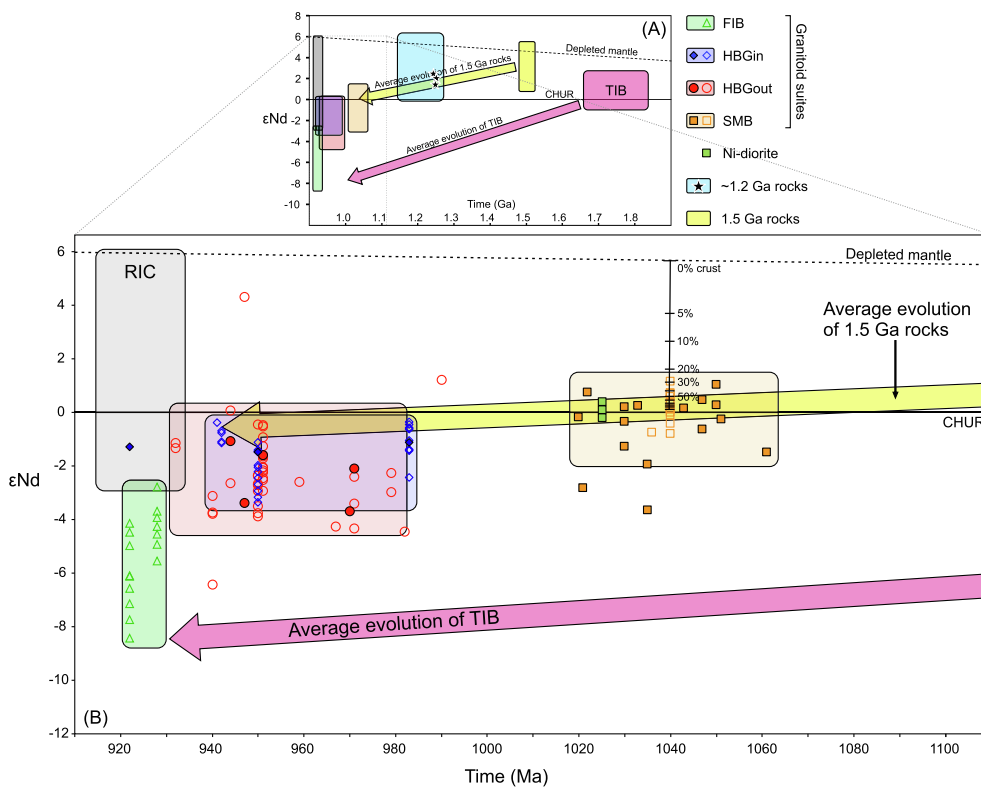 8
6
4
2
0
-2
-4
-6
-8
-10
εNd
(A)
Depleted mantle
Average evolution of 1.5 Ga rocks
CHUR
TIB
Average evolution of TIB
Time (Ga)
1.0 1.1 1.2 1.3 1.4 1.5 1.6 1.7 1.8
FIB
HBGin
HBGout
SMB
Granitoid suites
Ni-diorite
~1.2 Ga rocks
1.5 Ga rocks
6
4
2
0
-2
-4
-6
-8
-10
-12
εNd
RIC
Depleted mantle
0% crust
5%
10%
20%
30%
50%
Average evolution
of 1.5 Ga rocks
CHUR
Average evolution of TIB
(B)
920 940 960 980 1000 1020 1040 1060 1080 1100
Time (Ma)